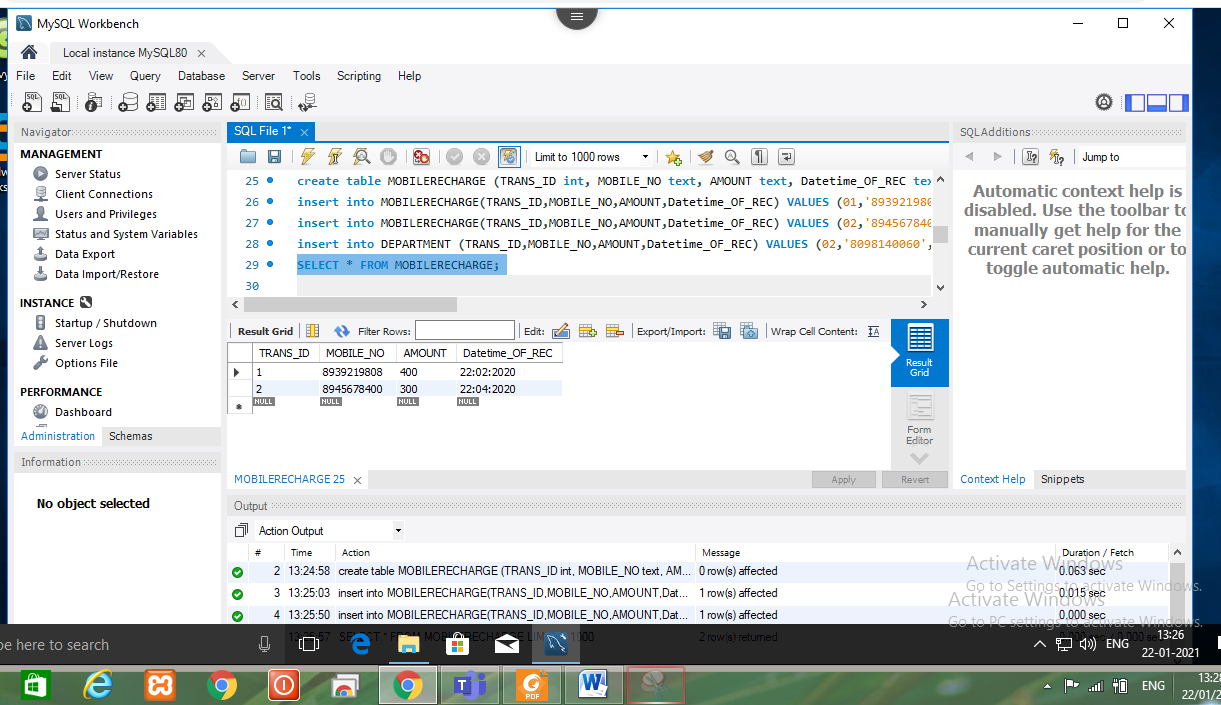 MySQL Workbench
Local instance MySQL80
File Edit View Query Database Server Tools Scripting Help
Navigator
MANAGEMENT
Server Status
Client Connections
Users and Privileges
Status and System Variables
Data Export
Data Import/Restore
INSTANCE
Startup / Shutdown
Server Logs
Options File
PERFORMANCE
Dashboard
Administration Schemas
Information
No object selected
SQL File 1*
Limit to 1000 rows
25 create table MOBILERECHARGE (TRANS_ID int, MOBILE_NO text, AMOUNT text, Datetime_OF_REC tex
26 insert into MOBILERECHARGE(TRANS_ID,MOBILE_NO,AMOUNT,Datetime_OF_REC) VALUES (01,'893921980
27 insert into MOBILERECHARGE(TRANS_ID,MOBILE_NO,AMOUNT,Datetime_OF_REC) VALUES (02,'894567840
28 insert into DEPARTMENT (TRANS_ID,MOBILE_NO,AMOUNT,Datetime_OF_REC) VALUES (02,'8098140060',
29 SELECT * FROM MOBILERECHARGE;
30
Result Grid Filter Rows: Edit: Export/Import: Wrap Cell Content:
TRANS_ID MOBILE_NO AMOUNT Datetime_OF_REC
1 8939219808 400 22:02:2020
2 8945678400 300 22:04:2020
NULL NULL NULL NULL
Result Grid
Form Editor
MOBILERECHARGE 25
Apply Revert
SQLAdditions
Jump to
Automatic context help is
disabled. Use the toolbar to
manually get help for the
current caret position or to
toggle automatic help.
Context Help Snippets
Output
Action Output
# Time Action Message Duration / Fetch
2 13:24:58 create table MOBILERECHARGE (TRANS_ID int, MOBILE_NO text, AM... 0 row(s) affected 0.063 sec
3 13:25:03 insert into MOBILERECHARGE(TRANS_ID,MOBILE_NO,AMOUNT,Dat... 1 row(s) affected 0.015 sec
4 13:25:50 insert into MOBILERECHARGE(TRANS_ID,MOBILE_NO,AMOUNT,Dat... 1 row(s) affected 0.000 sec
SELECT * FROM MOBILERECHARGE LIMIT 1000 2 row(s) returned
Activate Windows
Go to Settings to activate Windows.
Activate Windows
Go to PC settings to activate Windows.
pe here to search
ENG
13:26
22-01-2021
PDF
ENG
13:28
22/01/2